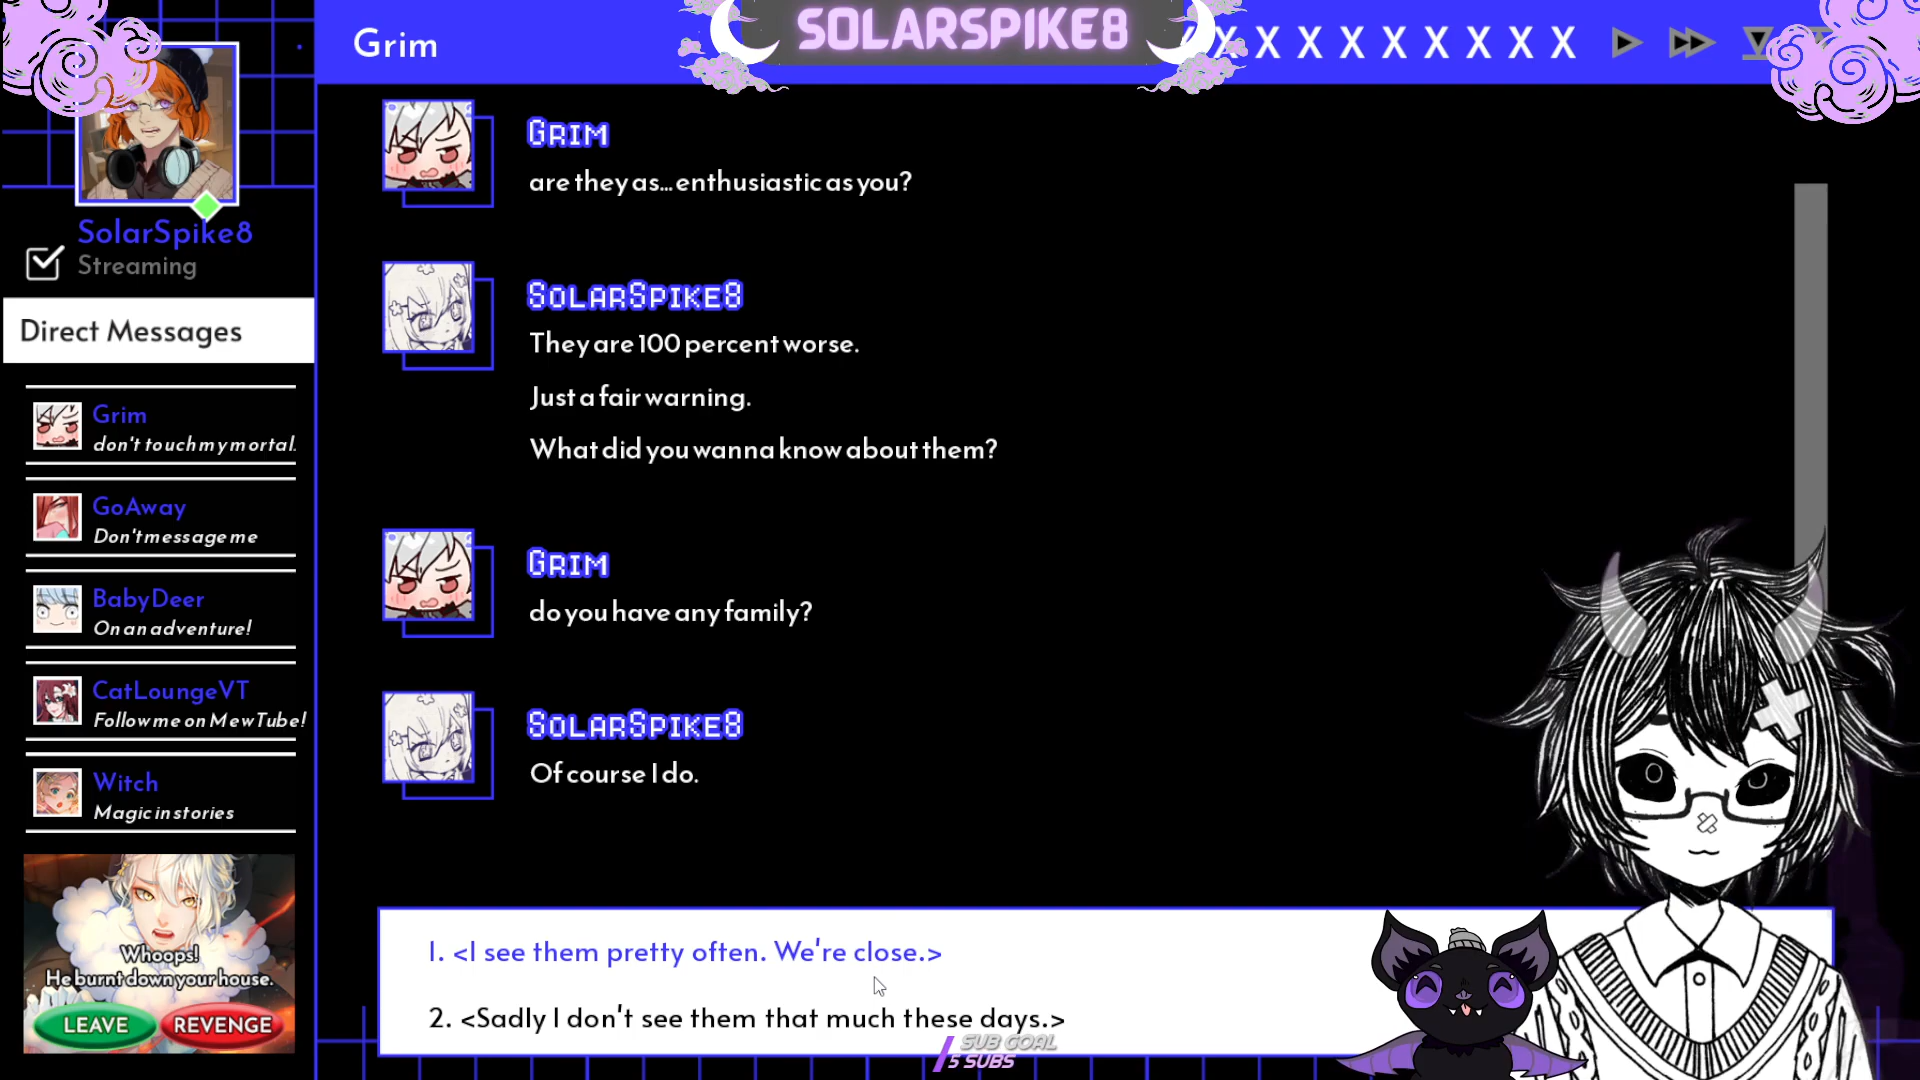 SOLARSPIKE8
Grim
X X X X X X X X X
SolarSpike8
Streaming
Direct Messages
Grim
don't touch my mortal.
GoAway
Don't message me
BabyDeer
On an adventure!
CatLoungeVT
Follow me on MewTube!
Witch
Magic in stories
Whoops!
He burnt down your house.
LEAVE
REVENGE
GRIM
are they as... enthusiastic as you?
SOLARSPIKE8
They are 100 percent worse.
Just a fair warning.
What did you wanna know about them?
GRIM
do you have any family?
SOLARSPIKE8
Of course I do.
1. <I see them pretty often. We're close.>
2. <Sadly I don't see them that much these days.>
SUB GOAL
/ 5 SUBS